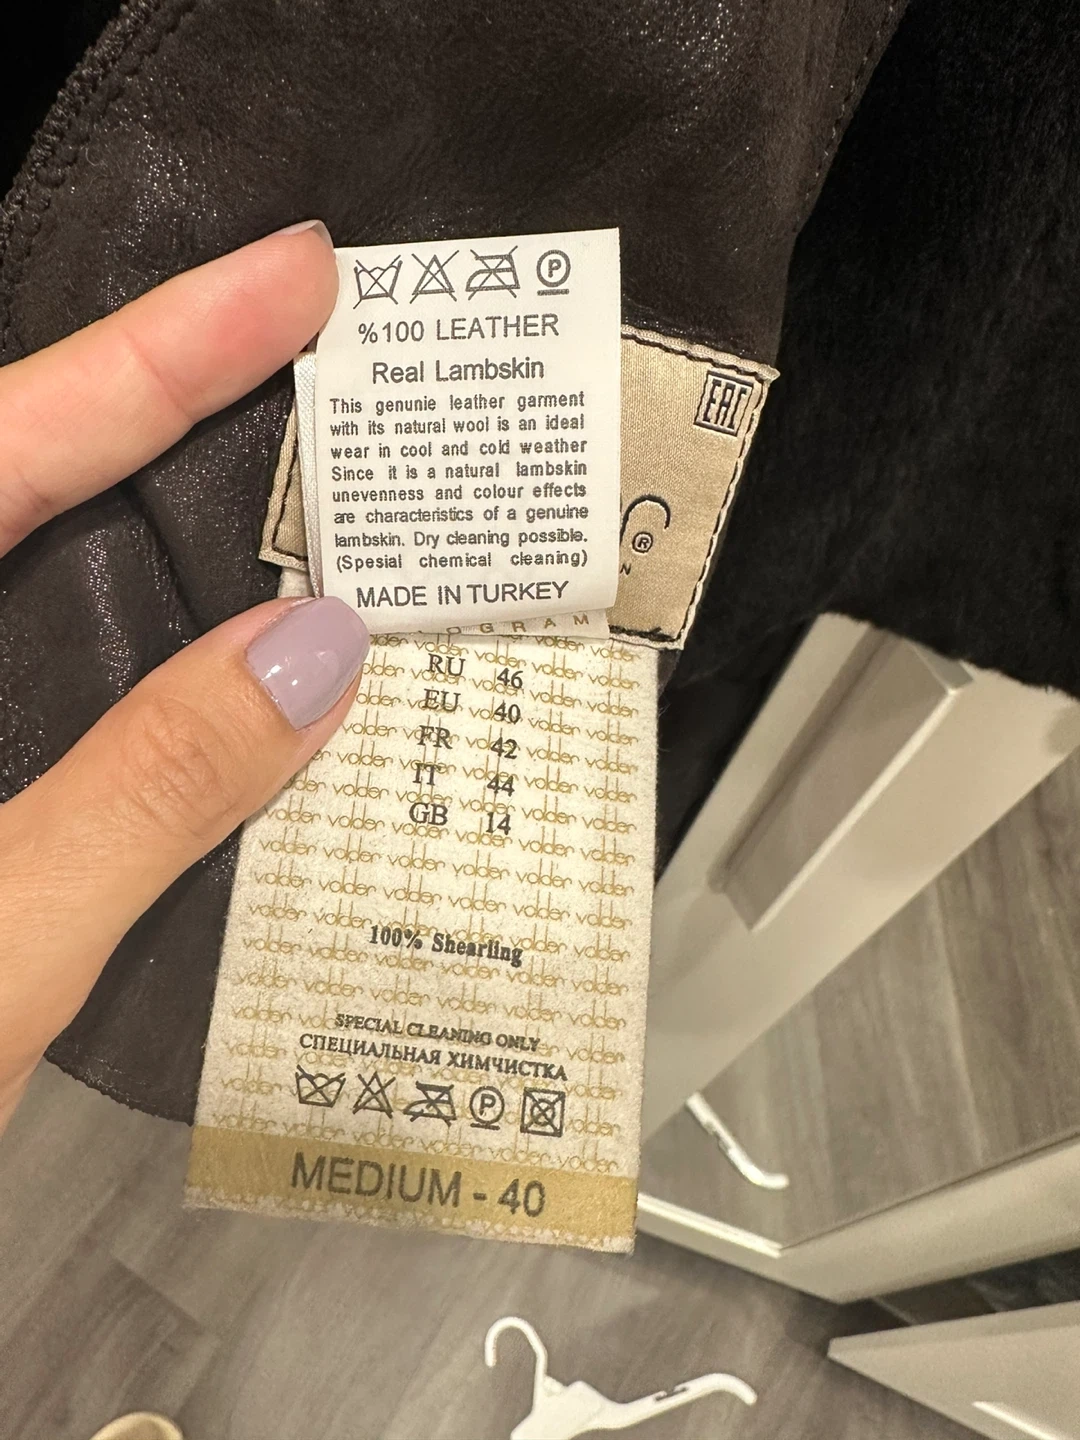 P
%100 LEATHER
Real Lambskin
This genunie leather garment
with its natural wool is an ideal
wear in cool and cold weather
Since it is a natural lambskin
unevenness and colour effects
are characteristics of a genuine
lambskin. Dry cleaning possible.
(Spesial chemical cleaning)
MADE IN TURKEY
EAC
®
N
O G R A M
RU 46
EU 40
FR 42
IT 44
GB 14
volder
100% Shearling
SPECIAL CLEANING ONLY
СПЕЦИАЛЬНАЯ ХИМЧИСТКА
P
MEDIUM - 40